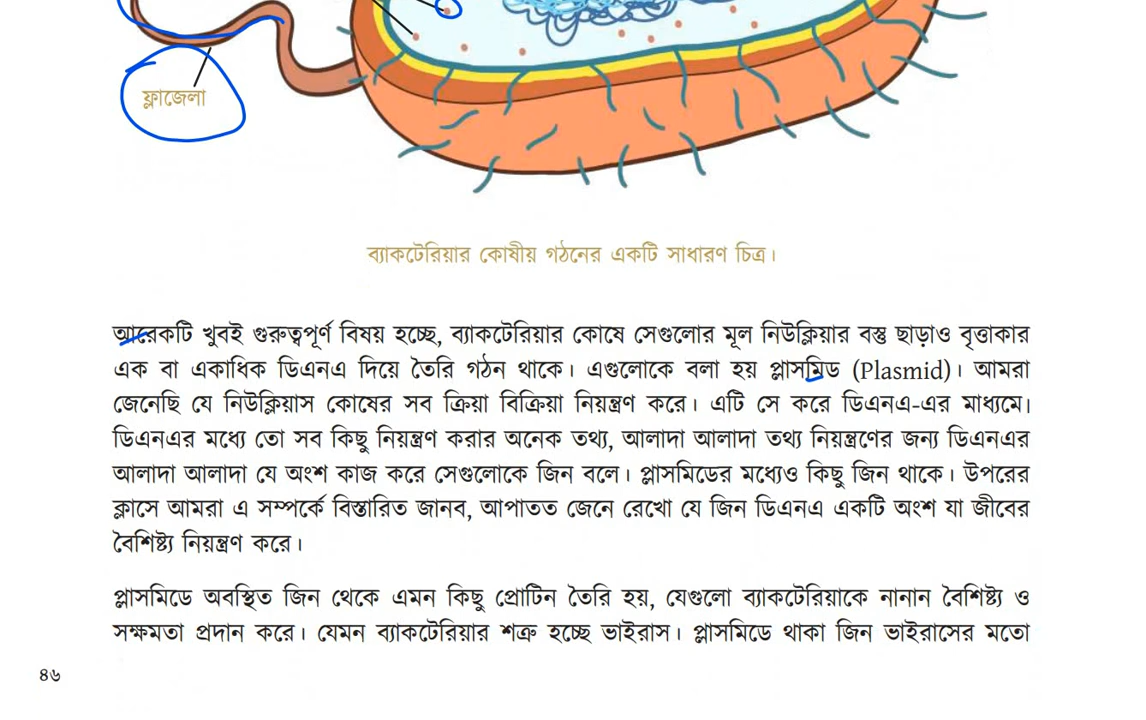 ফ্লাজেলা
ব্যাকটেরিয়ার কোষীয় গঠনের একটি সাধারণ চিত্র।
আরেকটি খুবই গুরুত্বপূর্ণ বিষয় হচ্ছে, ব্যাকটেরিয়ার কোষে সেগুলোর মূল নিউক্লিয়ার বস্তু ছাড়াও বৃত্তাকার
এক বা একাধিক ডিএনএ দিয়ে তৈরি গঠন থাকে। এগুলোকে বলা হয় প্লাসমিড (Plasmid)। আমরা
জেনেছি যে নিউক্লিয়াস কোষের সব ক্রিয়া বিক্রিয়া নিয়ন্ত্রণ করে। এটি সে করে ডিএনএ-এর মাধ্যমে।
ডিএনএর মধ্যে তো সব কিছু নিয়ন্ত্রণ করার অনেক তথ্য, আলাদা আলাদা তথ্য নিয়ন্ত্রণের জন্য ডিএনএর
আলাদা আলাদা যে অংশ কাজ করে সেগুলোকে জিন বলে। প্লাসমিডের মধ্যেও কিছু জিন থাকে। উপরের
ক্লাসে আমরা এ সম্পর্কে বিস্তারিত জানব, আপাতত জেনে রেখো যে জিন ডিএনএ একটি অংশ যা জীবের
বৈশিষ্ট্য নিয়ন্ত্রণ করে।
প্লাসমিডে অবস্থিত জিন থেকে এমন কিছু প্রোটিন তৈরি হয়, যেগুলো ব্যাকটেরিয়াকে নানান বৈশিষ্ট্য ও
সক্ষমতা প্রদান করে। যেমন ব্যাকটেরিয়ার শত্রু হচ্ছে ভাইরাস। প্লাসমিডে থাকা জিন ভাইরাসের মতো
৪৬